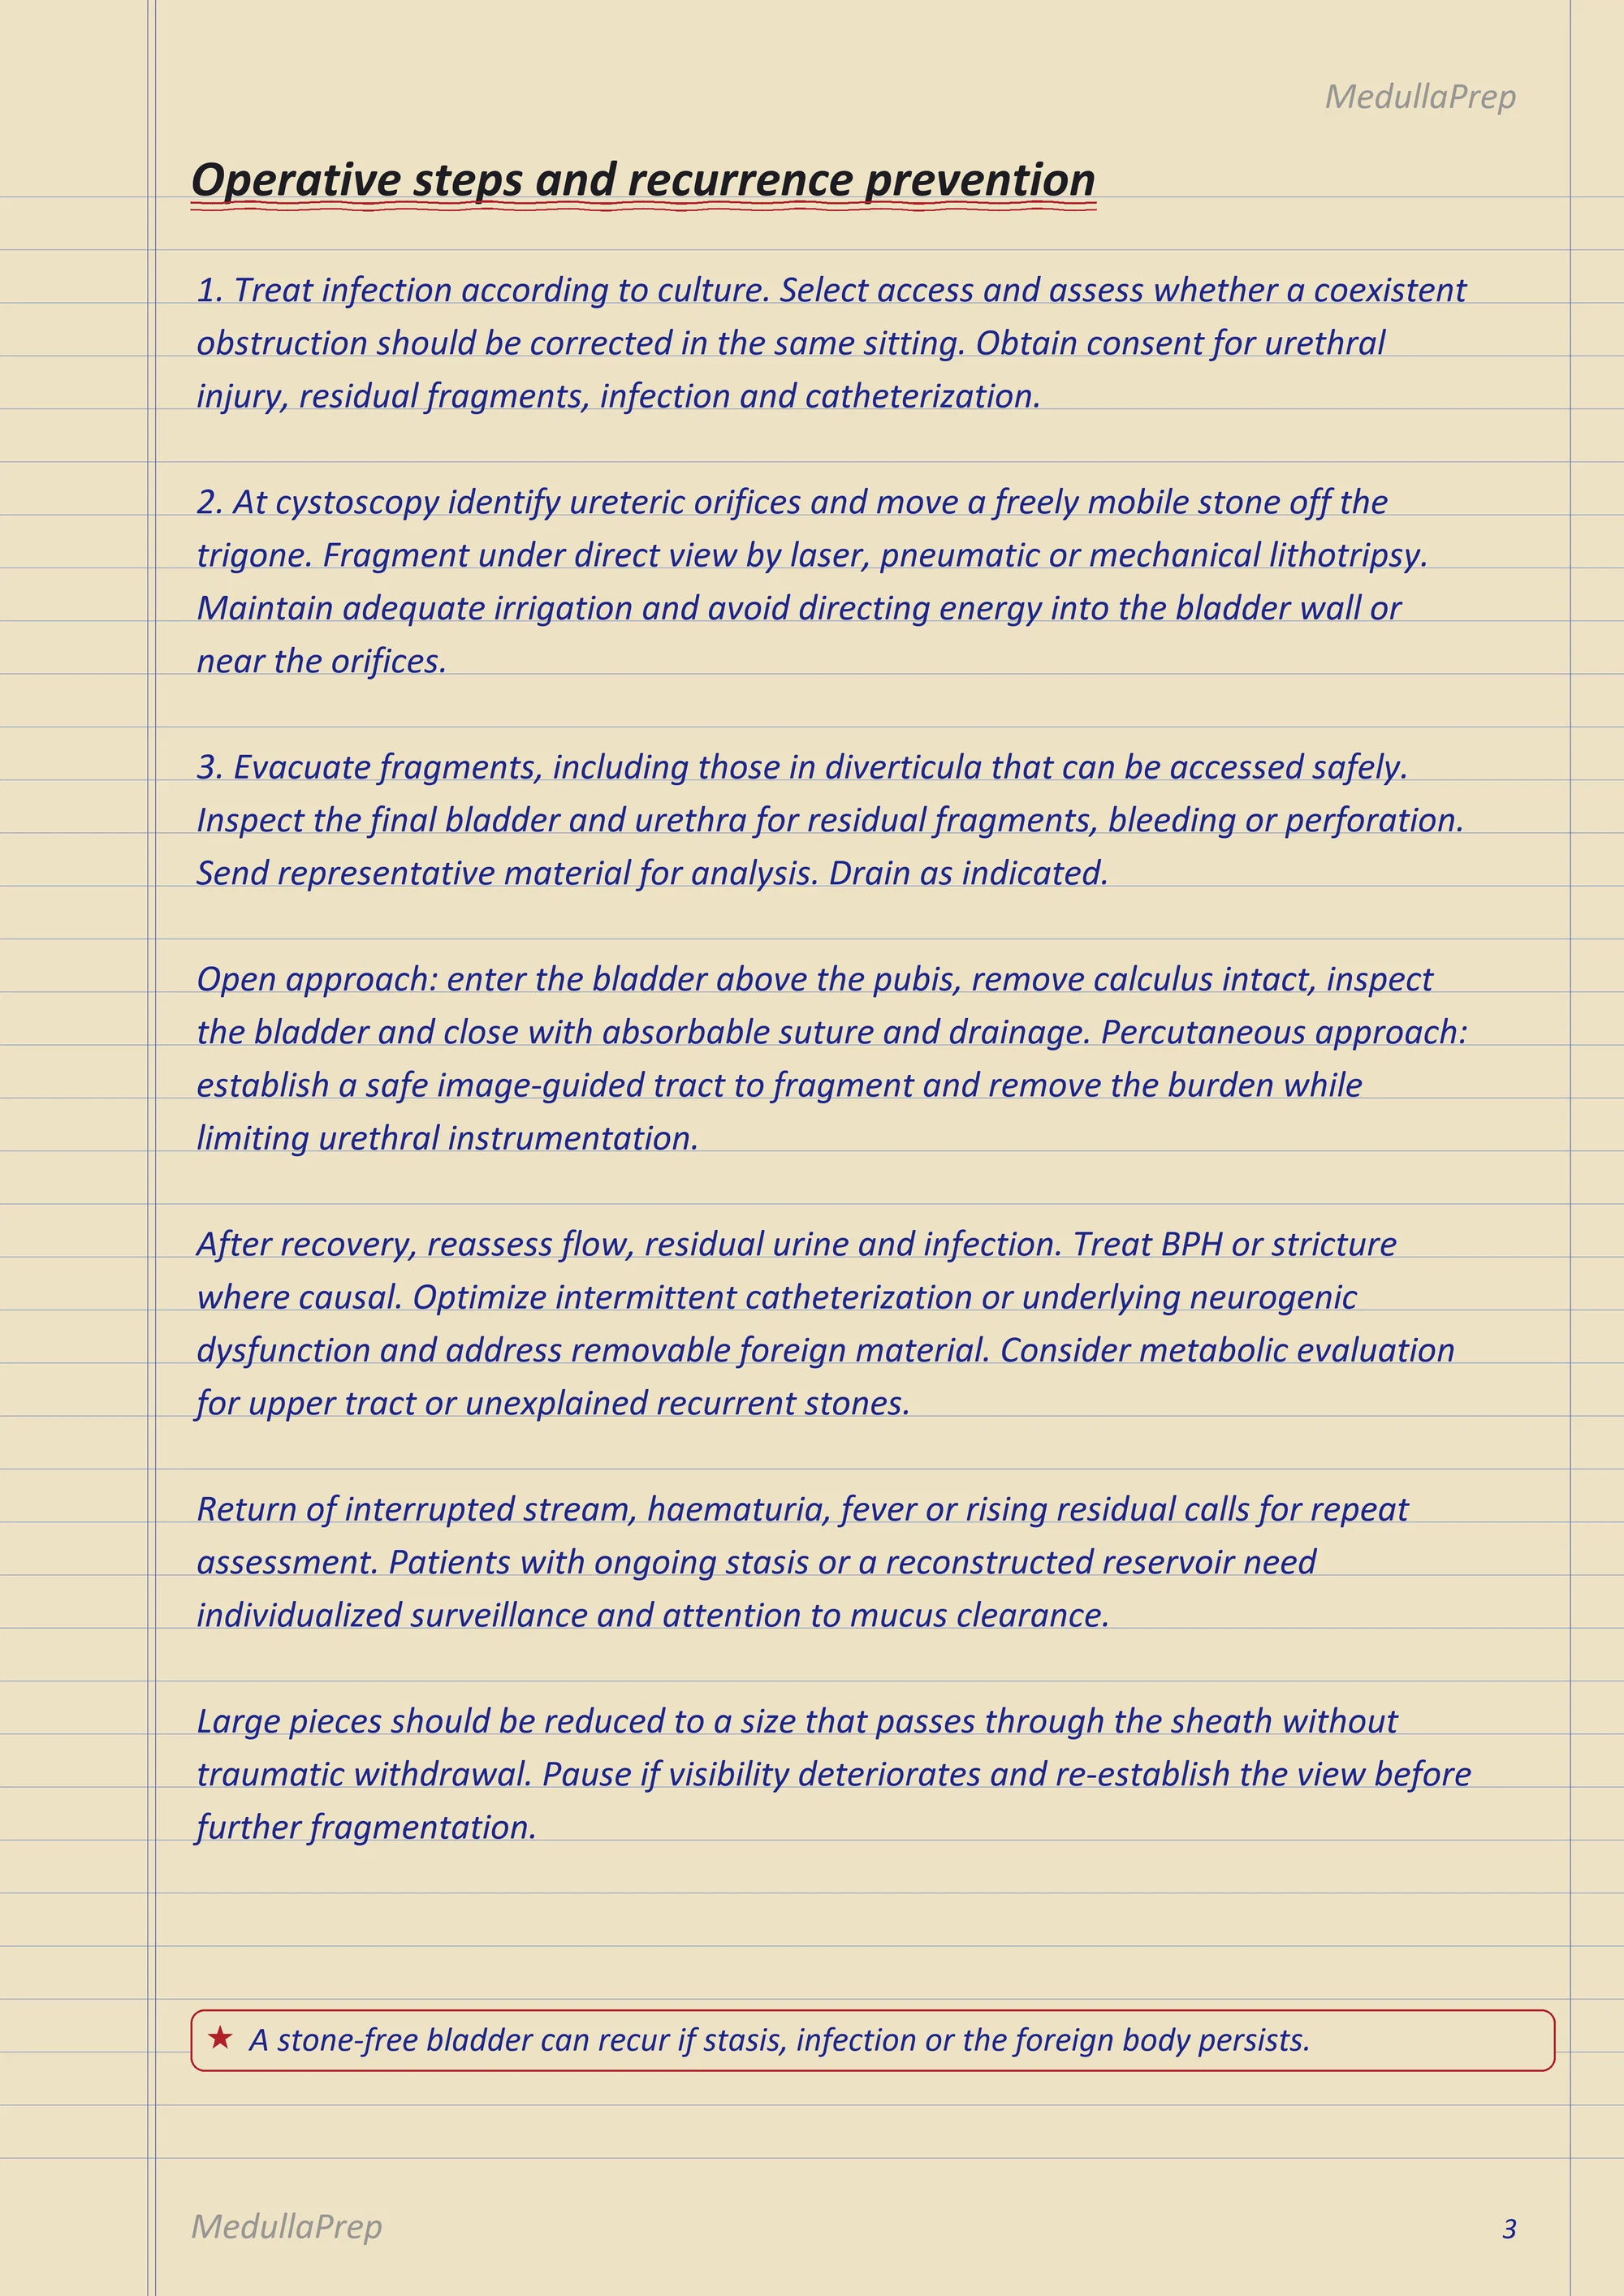 MedullaPrep
Operative steps and recurrence prevention
1. Treat infection according to culture. Select access and assess whether a coexistent
obstruction should be corrected in the same sitting. Obtain consent for urethral
injury, residual fragments, infection and catheterization.
2. At cystoscopy identify ureteric orifices and move a freely mobile stone off the
trigone. Fragment under direct view by laser, pneumatic or mechanical lithotripsy.
Maintain adequate irrigation and avoid directing energy into the bladder wall or
near the orifices.
3. Evacuate fragments, including those in diverticula that can be accessed safely.
Inspect the final bladder and urethra for residual fragments, bleeding or perforation.
Send representative material for analysis. Drain as indicated.
Open approach: enter the bladder above the pubis, remove calculus intact, inspect
the bladder and close with absorbable suture and drainage. Percutaneous approach:
establish a safe image-guided tract to fragment and remove the burden while
limiting urethral instrumentation.
After recovery, reassess flow, residual urine and infection. Treat BPH or stricture
where causal. Optimize intermittent catheterization or underlying neurogenic
dysfunction and address removable foreign material. Consider metabolic evaluation
for upper tract or unexplained recurrent stones.
Return of interrupted stream, haematuria, fever or rising residual calls for repeat
assessment. Patients with ongoing stasis or a reconstructed reservoir need
individualized surveillance and attention to mucus clearance.
Large pieces should be reduced to a size that passes through the sheath without
traumatic withdrawal. Pause if visibility deteriorates and re-establish the view before
further fragmentation.
★ A stone-free bladder can recur if stasis, infection or the foreign body persists.
MedullaPrep
3